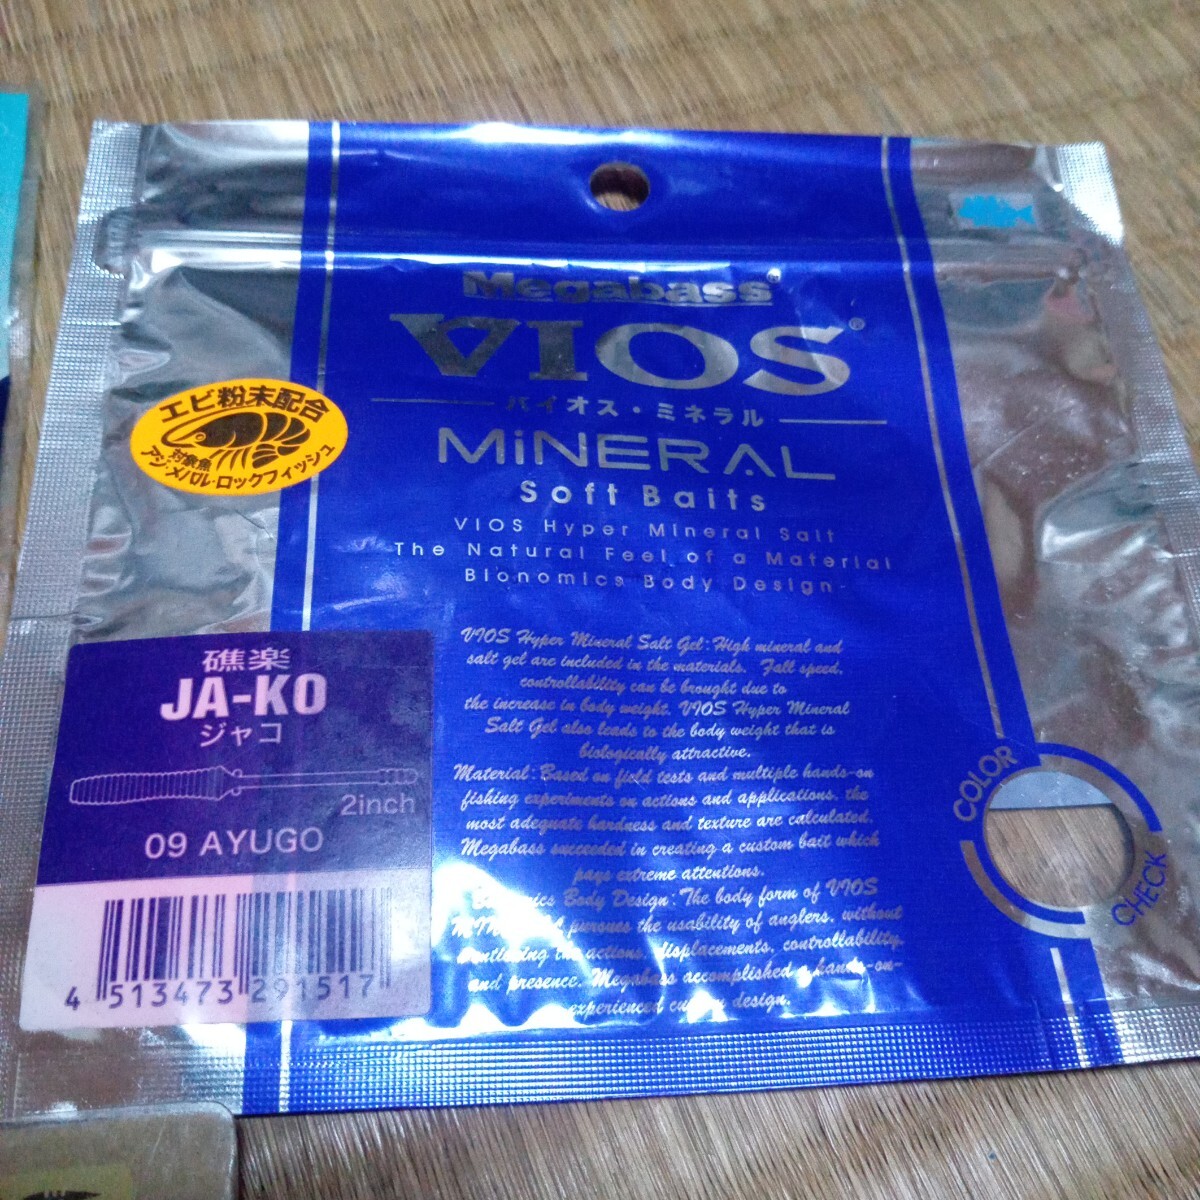 Megabass®
VIOS®
バイオス・ミネラル
MiNERAL
Soft Baits
VIOS Hyper Mineral Salt
The Natural Feel of a Material
Bionomics Body Design-
エビ粉末配合
対象魚
アジ・メバル・ロックフィッシュ
VIOS Hyper Mineral Salt Gel: High mineral and
salt gel are included in the materials. Fall speed,
controllability can be brought due to
the increase in body weight. VIOS Hyper Mineral
Salt Gel also leads to the body weight that is
biologically attractive.
Material: Based on field tests and multiple hands-on
fishing experiments on actions and applications, the
most adequate hardness and texture are calculated.
Megabass succeeded in creating a custom bait which
pays extreme attentions.
Body Design: The body form of VIOS
pursues the usability of anglers, without
the actions, displacements, controllability,
and presence. Megabass accomplished a hands-on-
experienced design.
礁楽
JA-KO
ジャコ
2inch
09 AYUGO
4 513473 291517
COLOR
CHECK